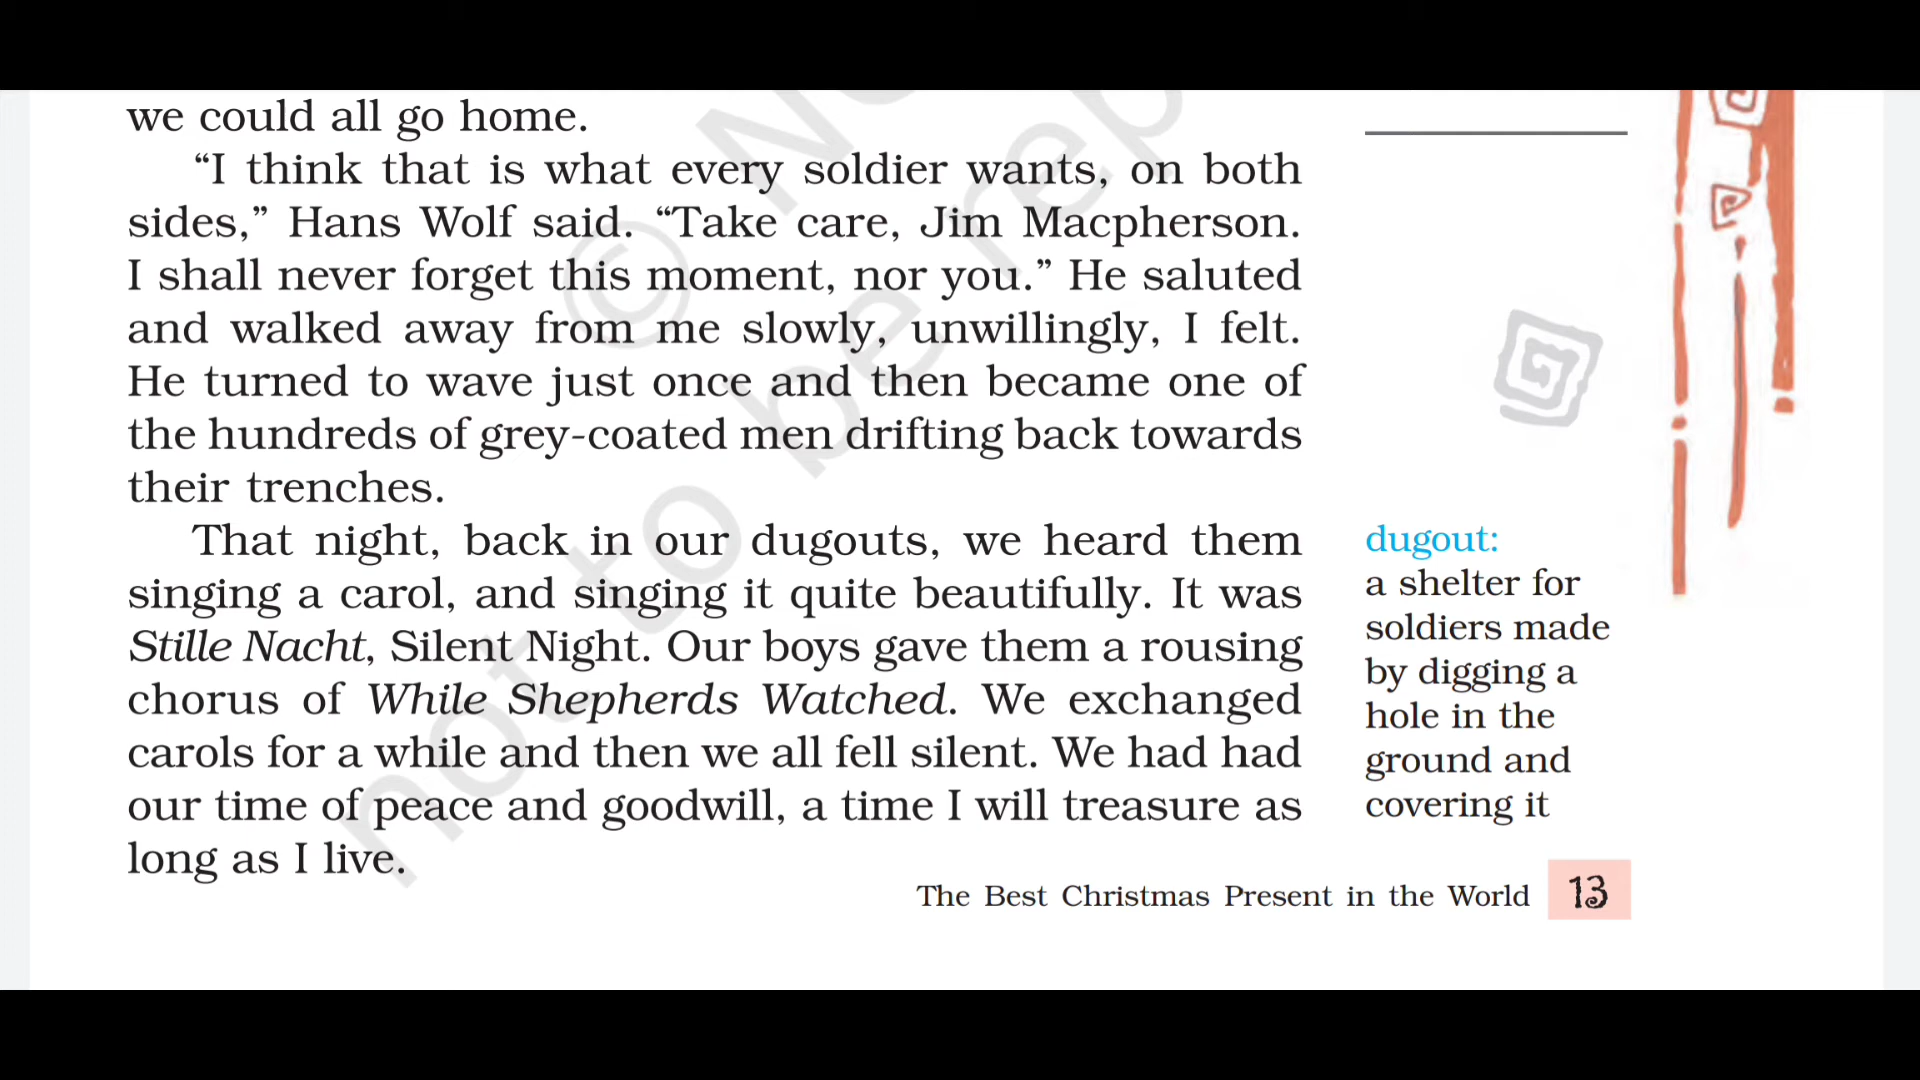 we could all go home.
“I think that is what every soldier wants, on both
sides,” Hans Wolf said. “Take care, Jim Macpherson.
I shall never forget this moment, nor you.” He saluted
and walked away from me slowly, unwillingly, I felt.
He turned to wave just once and then became one of
the hundreds of grey-coated men drifting back towards
their trenches.
That night, back in our dugouts, we heard them
singing a carol, and singing it quite beautifully. It was
Stille Nacht, Silent Night. Our boys gave them a rousing
chorus of While Shepherds Watched. We exchanged
carols for a while and then we all fell silent. We had had
our time of peace and goodwill, a time I will treasure as
long as I live.
dugout:
a shelter for
soldiers made
by digging a
hole in the
ground and
covering it
The Best Christmas Present in the World 13
© N
not to be rep